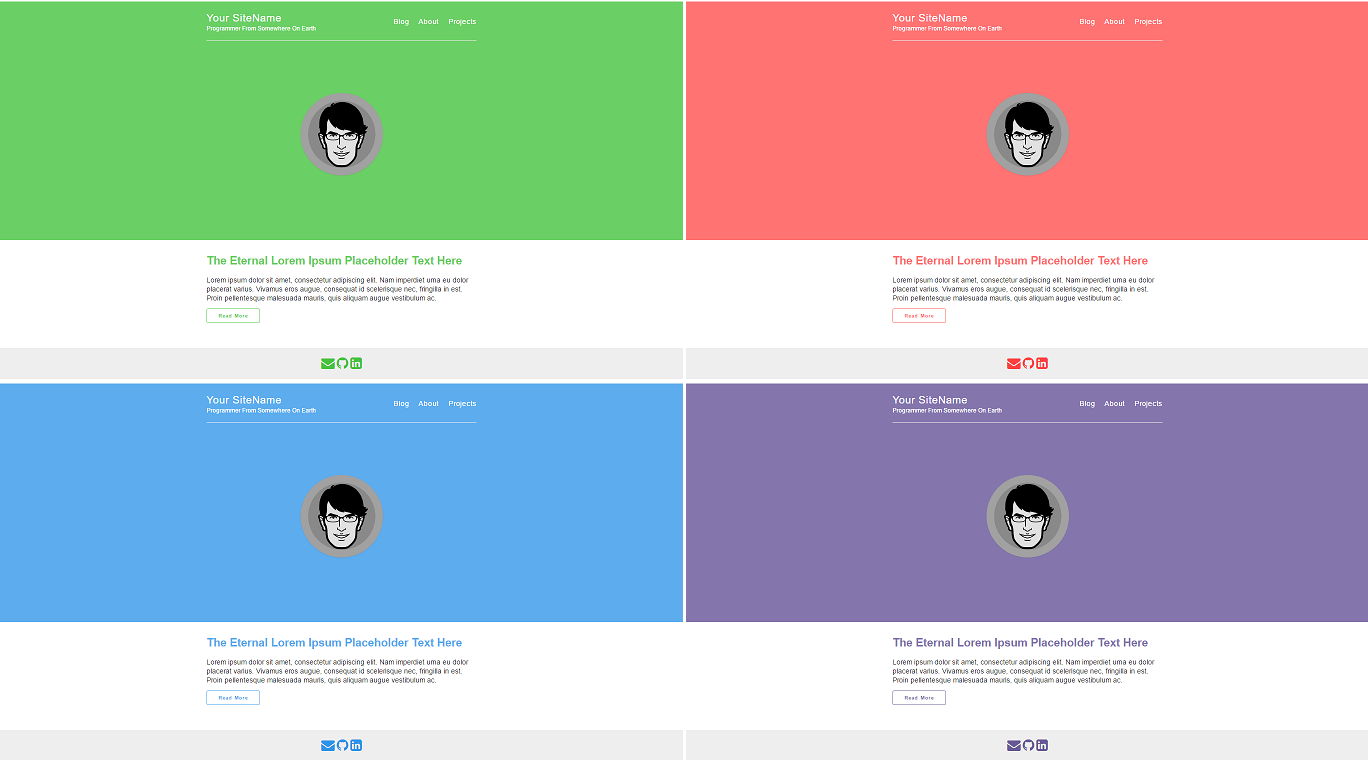 Your SiteName
Programmer From Somewhere On Earth
Blog About Projects
The Eternal Lorem Ipsum Placeholder Text Here
Lorem ipsum dolor sit amet, consectetur adipiscing elit. Nam imperdiet urna eu dolor
placerat varius. Vivamus eros augue, consequat id scelerisque nec, fringilla in est.
Proin pellentesque malesuada mauris, quis aliquam augue vestibulum ac.
Read More
in
Your SiteName
Programmer From Somewhere On Earth
Blog About Projects
The Eternal Lorem Ipsum Placeholder Text Here
Lorem ipsum dolor sit amet, consectetur adipiscing elit. Nam imperdiet urna eu dolor
placerat varius. Vivamus eros augue, consequat id scelerisque nec, fringilla in est.
Proin pellentesque malesuada mauris, quis aliquam augue vestibulum ac.
Read More
in
Your SiteName
Programmer From Somewhere On Earth
Blog About Projects
The Eternal Lorem Ipsum Placeholder Text Here
Lorem ipsum dolor sit amet, consectetur adipiscing elit. Nam imperdiet urna eu dolor
placerat varius. Vivamus eros augue, consequat id scelerisque nec, fringilla in est.
Proin pellentesque malesuada mauris, quis aliquam augue vestibulum ac.
Read More
in
Your SiteName
Programmer From Somewhere On Earth
Blog About Projects
The Eternal Lorem Ipsum Placeholder Text Here
Lorem ipsum dolor sit amet, consectetur adipiscing elit. Nam imperdiet urna eu dolor
placerat varius. Vivamus eros augue, consequat id scelerisque nec, fringilla in est.
Proin pellentesque malesuada mauris, quis aliquam augue vestibulum ac.
Read More
in